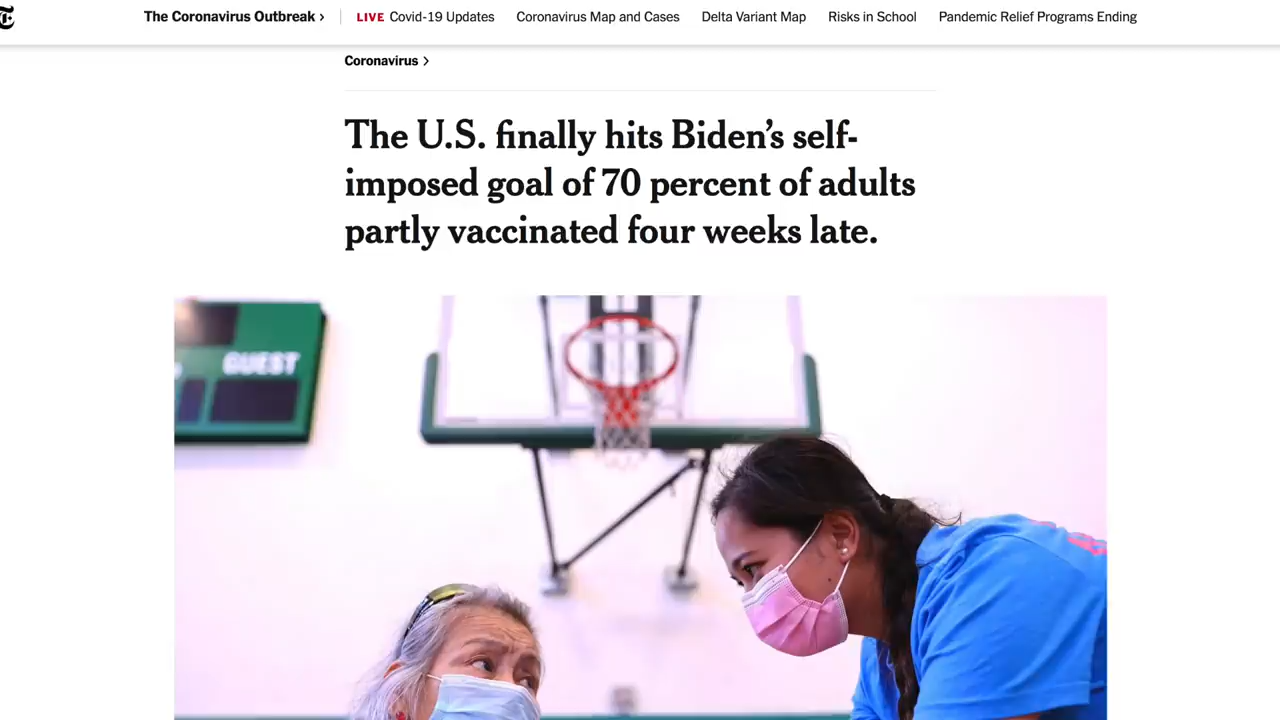 The Coronavirus Outbreak › LIVE Covid-19 Updates Coronavirus Map and Cases Delta Variant Map Risks in School Pandemic Relief Programs Ending
Coronavirus ›
The U.S. finally hits Biden’s self-
imposed goal of 70 percent of adults
partly vaccinated four weeks late.
GUEST